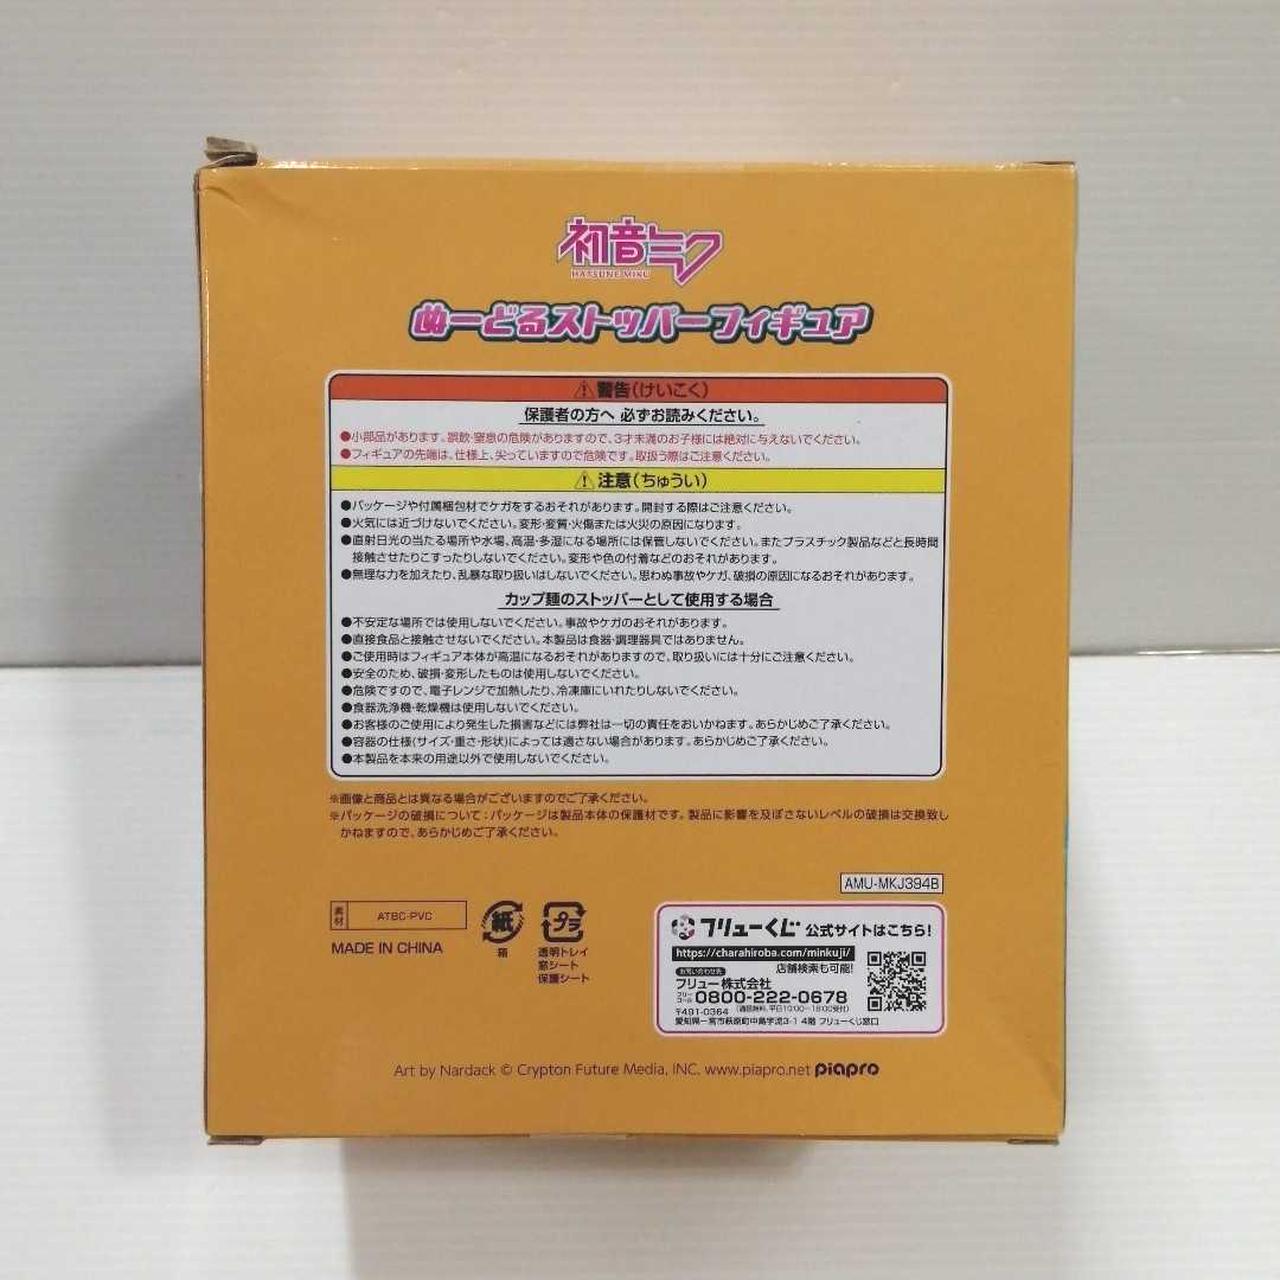 初音ミク
HATSUNE MIKU
ぬーどるストッパーフィギュア
⚠警告(けいこく)
保護者の方へ 必ずお読みください。
●小部品があります。誤飲・窒息の危険がありますので、3才未満のお子様には絶対に与えないでください。
●フィギュアの先端は、仕様上、尖っていますので危険です。取扱う際はご注意ください。
⚠注意(ちゅうい)
●パッケージや付属梱包材でケガをするおそれがあります。開封する際はご注意ください。
●火気には近づけないでください。変形・変質・火傷または火災の原因になります。
●直射日光の当たる場所や水場、高温・多湿になる場所には保管しないでください。またプラスチック製品などと長時間
接触させたりこすったりしないでください。変形や色の付着などのおそれがあります。
●無理な力を加えたり、乱暴な取り扱いはしないでください。思わぬ事故やケガ、破損の原因になるおそれがあります。
カップ麺のストッパーとして使用する場合
●不安定な場所では使用しないでください。事故やケガのおそれがあります。
●直接食品と接触させないでください。本製品は食器・調理器具ではありません。
●ご使用時はフィギュア本体が高温になるおそれがありますので、取り扱いには十分にご注意ください。
●安全のため、破損・変形したものは使用しないでください。
●危険ですので、電子レンジで加熱したり、冷凍庫にいれたりしないでください。
●食器洗浄機・乾燥機は使用しないでください。
●お客様のご使用により発生した損害などには弊社は一切の責任をおいかねます。あらかじめご了承ください。
●容器の仕様(サイズ・重さ・形状)によっては適さない場合があります。あらかじめご了承ください。
●本製品を本来の用途以外で使用しないでください。
※画像と商品とは異なる場合がございますのでご了承ください。
※パッケージの破損について：パッケージは製品本体の保護材です。製品に影響を及ぼさないレベルの破損は交換致し
かねますので、あらかじめご了承ください。
AMU-MKJ394B
素材 ATBC-PVC
MADE IN CHINA
紙
箱
プラ
透明トレイ
窓シート
保護シート
フリューくじ 公式サイトはこちら!
https://charahiroba.com/minkuji/
店舗検索も可能!
お問い合わせ先
フリュー株式会社
フリーコール 0800-222-0678
〒491-0364 (通話無料、平日10:00〜18:00受付)
愛知県一宮市萩原町中島字流3-1 4階 フリューくじ窓口
Art by Nardack © Crypton Future Media, INC. www.piapro.net piapro